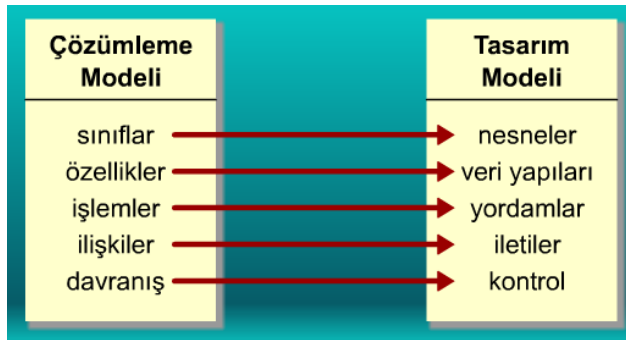 Çözümleme
Modeli
sınıflar
özellikler
işlemler
ilişkiler
davranış
Tasarım
Modeli
nesneler
veri yapıları
yordamlar
iletiler
kontrol